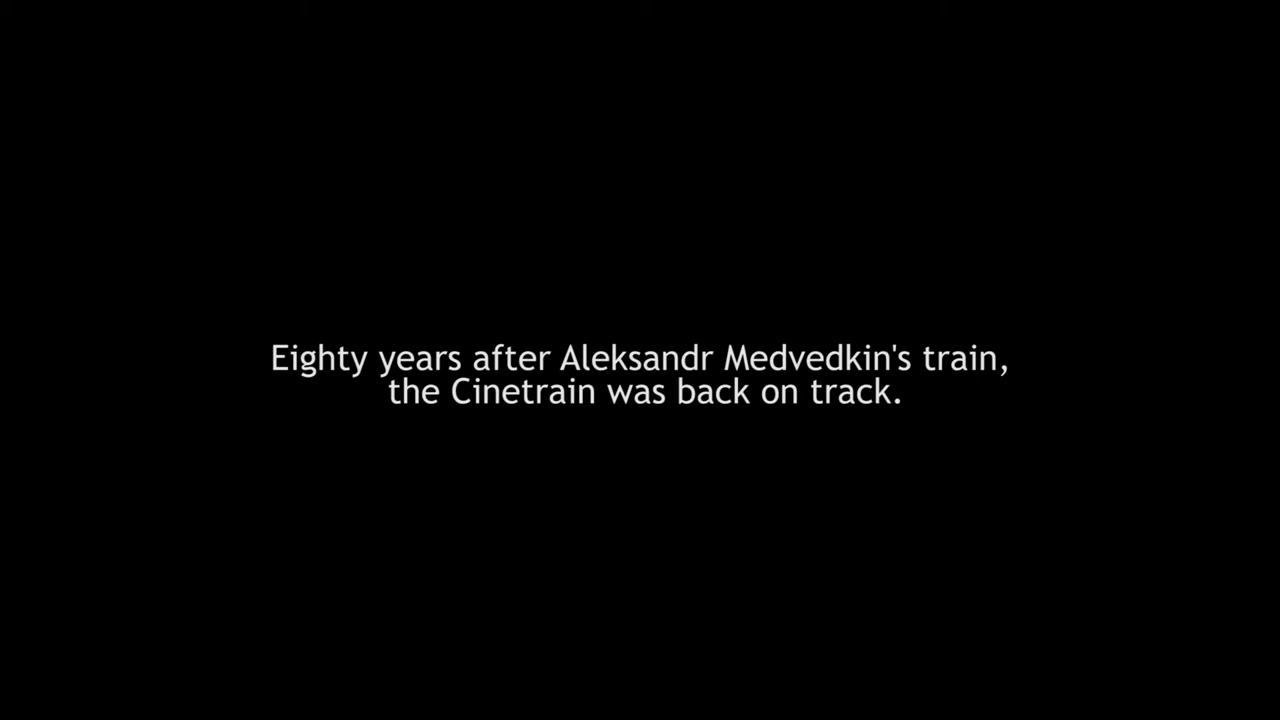 Eighty years after Aleksandr Medvedkin's train,
the Cinetrain was back on track.